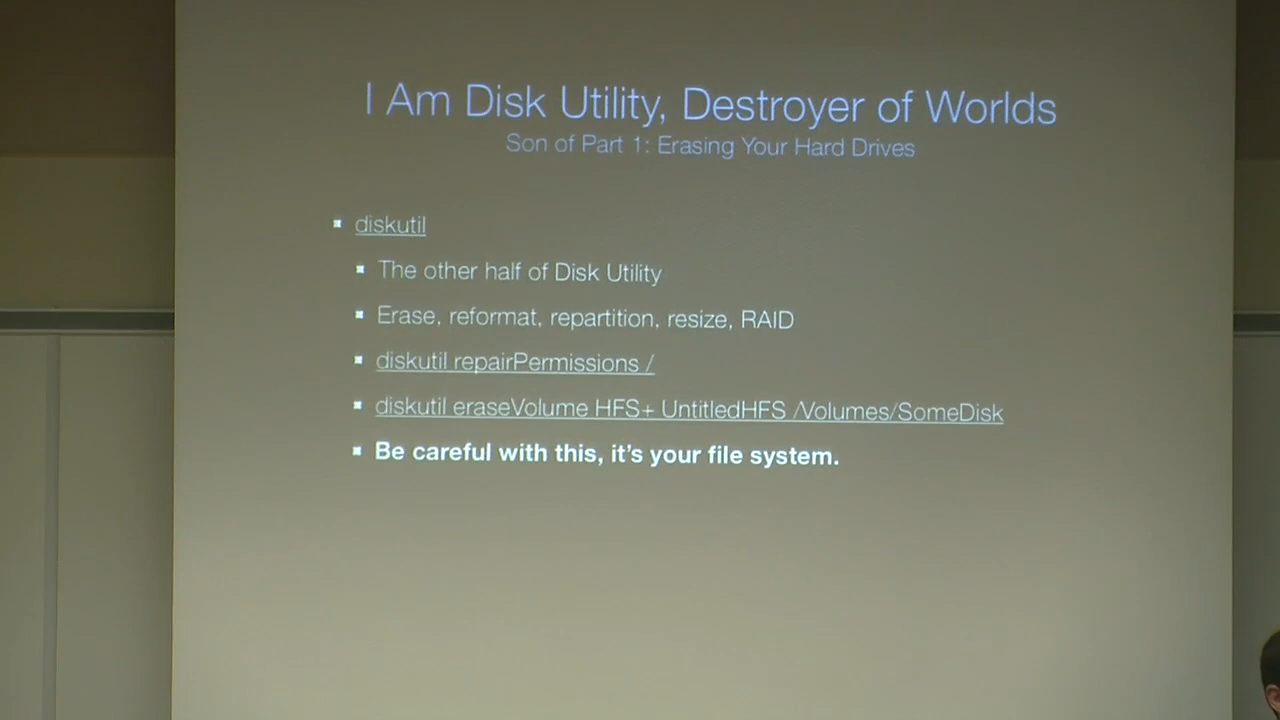 I Am Disk Utility, Destroyer of Worlds
Son of Part 1: Erasing Your Hard Drives
diskutil
The other half of Disk Utility
Erase, reformat, repartition, resize, RAID
diskutil repairPermissions /
diskutil eraseVolume HFS+ UntitledHFS /Volumes/SomeDisk
Be careful with this, it's your file system.